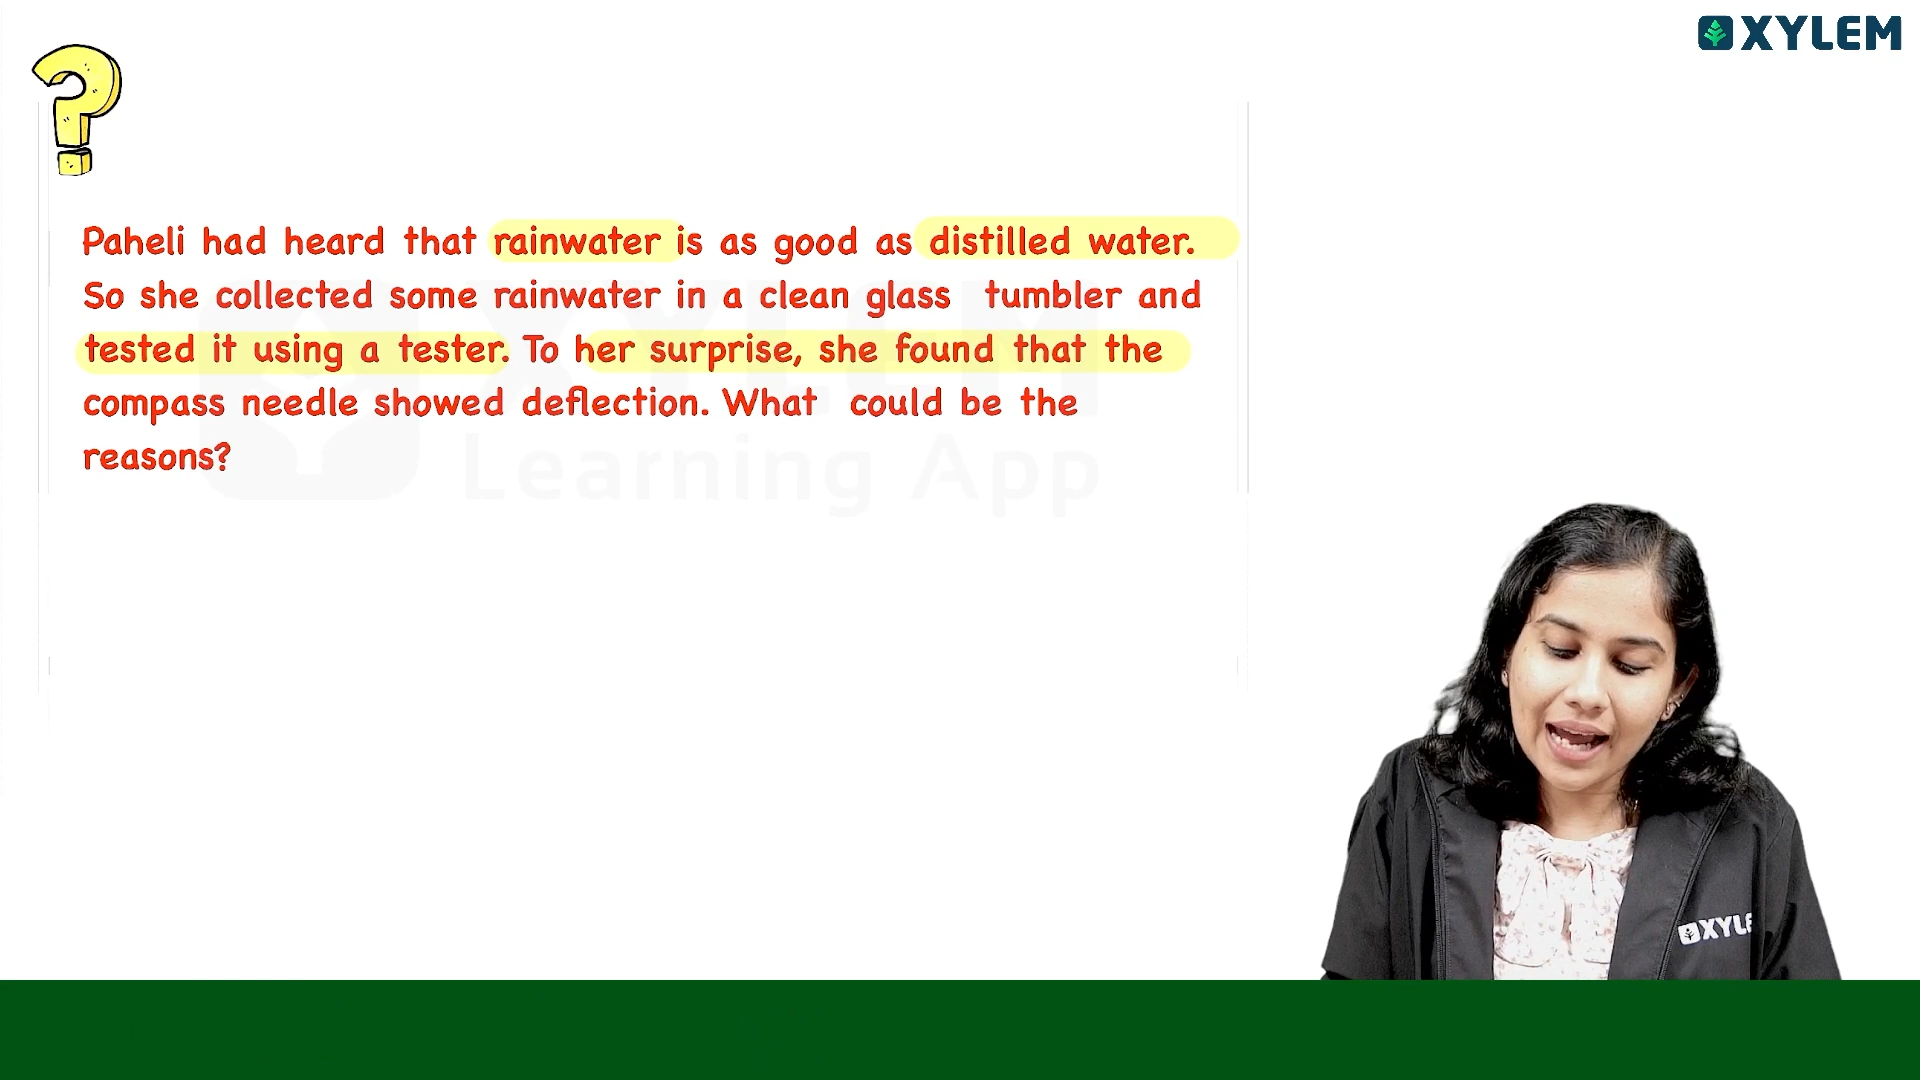 XYLEM
Paheli had heard that rainwater is as good as distilled water.
So she collected some rainwater in a clean glass tumbler and
tested it using a tester. To her surprise, she found that the
compass needle showed deflection. What could be the
reasons?
XYLEM
Learning App
XYLE